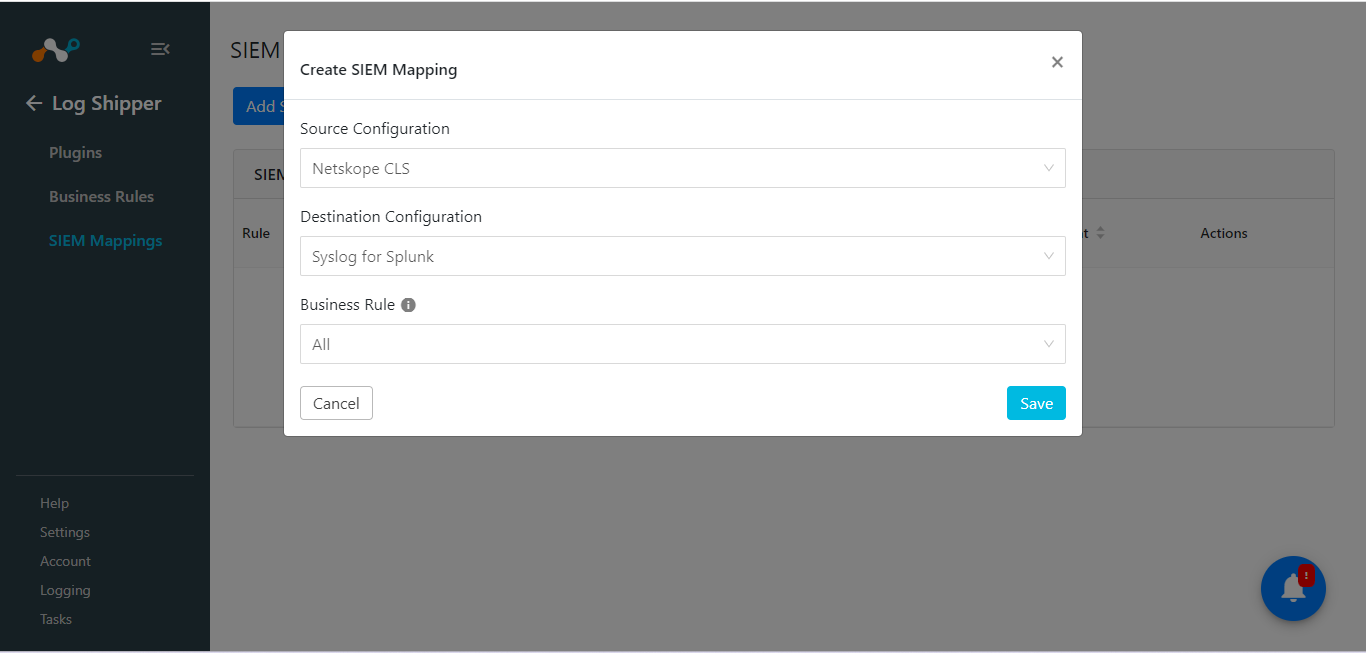 Log Shipper
Plugins
Business Rules
SIEM Mappings
Help
Settings
Account
Logging
Tasks
SIEM
Add S
SIEM
Rule
Actions
Create SIEM Mapping
Source Configuration
Netskope CLS
Destination Configuration
Syslog for Splunk
Business Rule
All
Cancel
Save